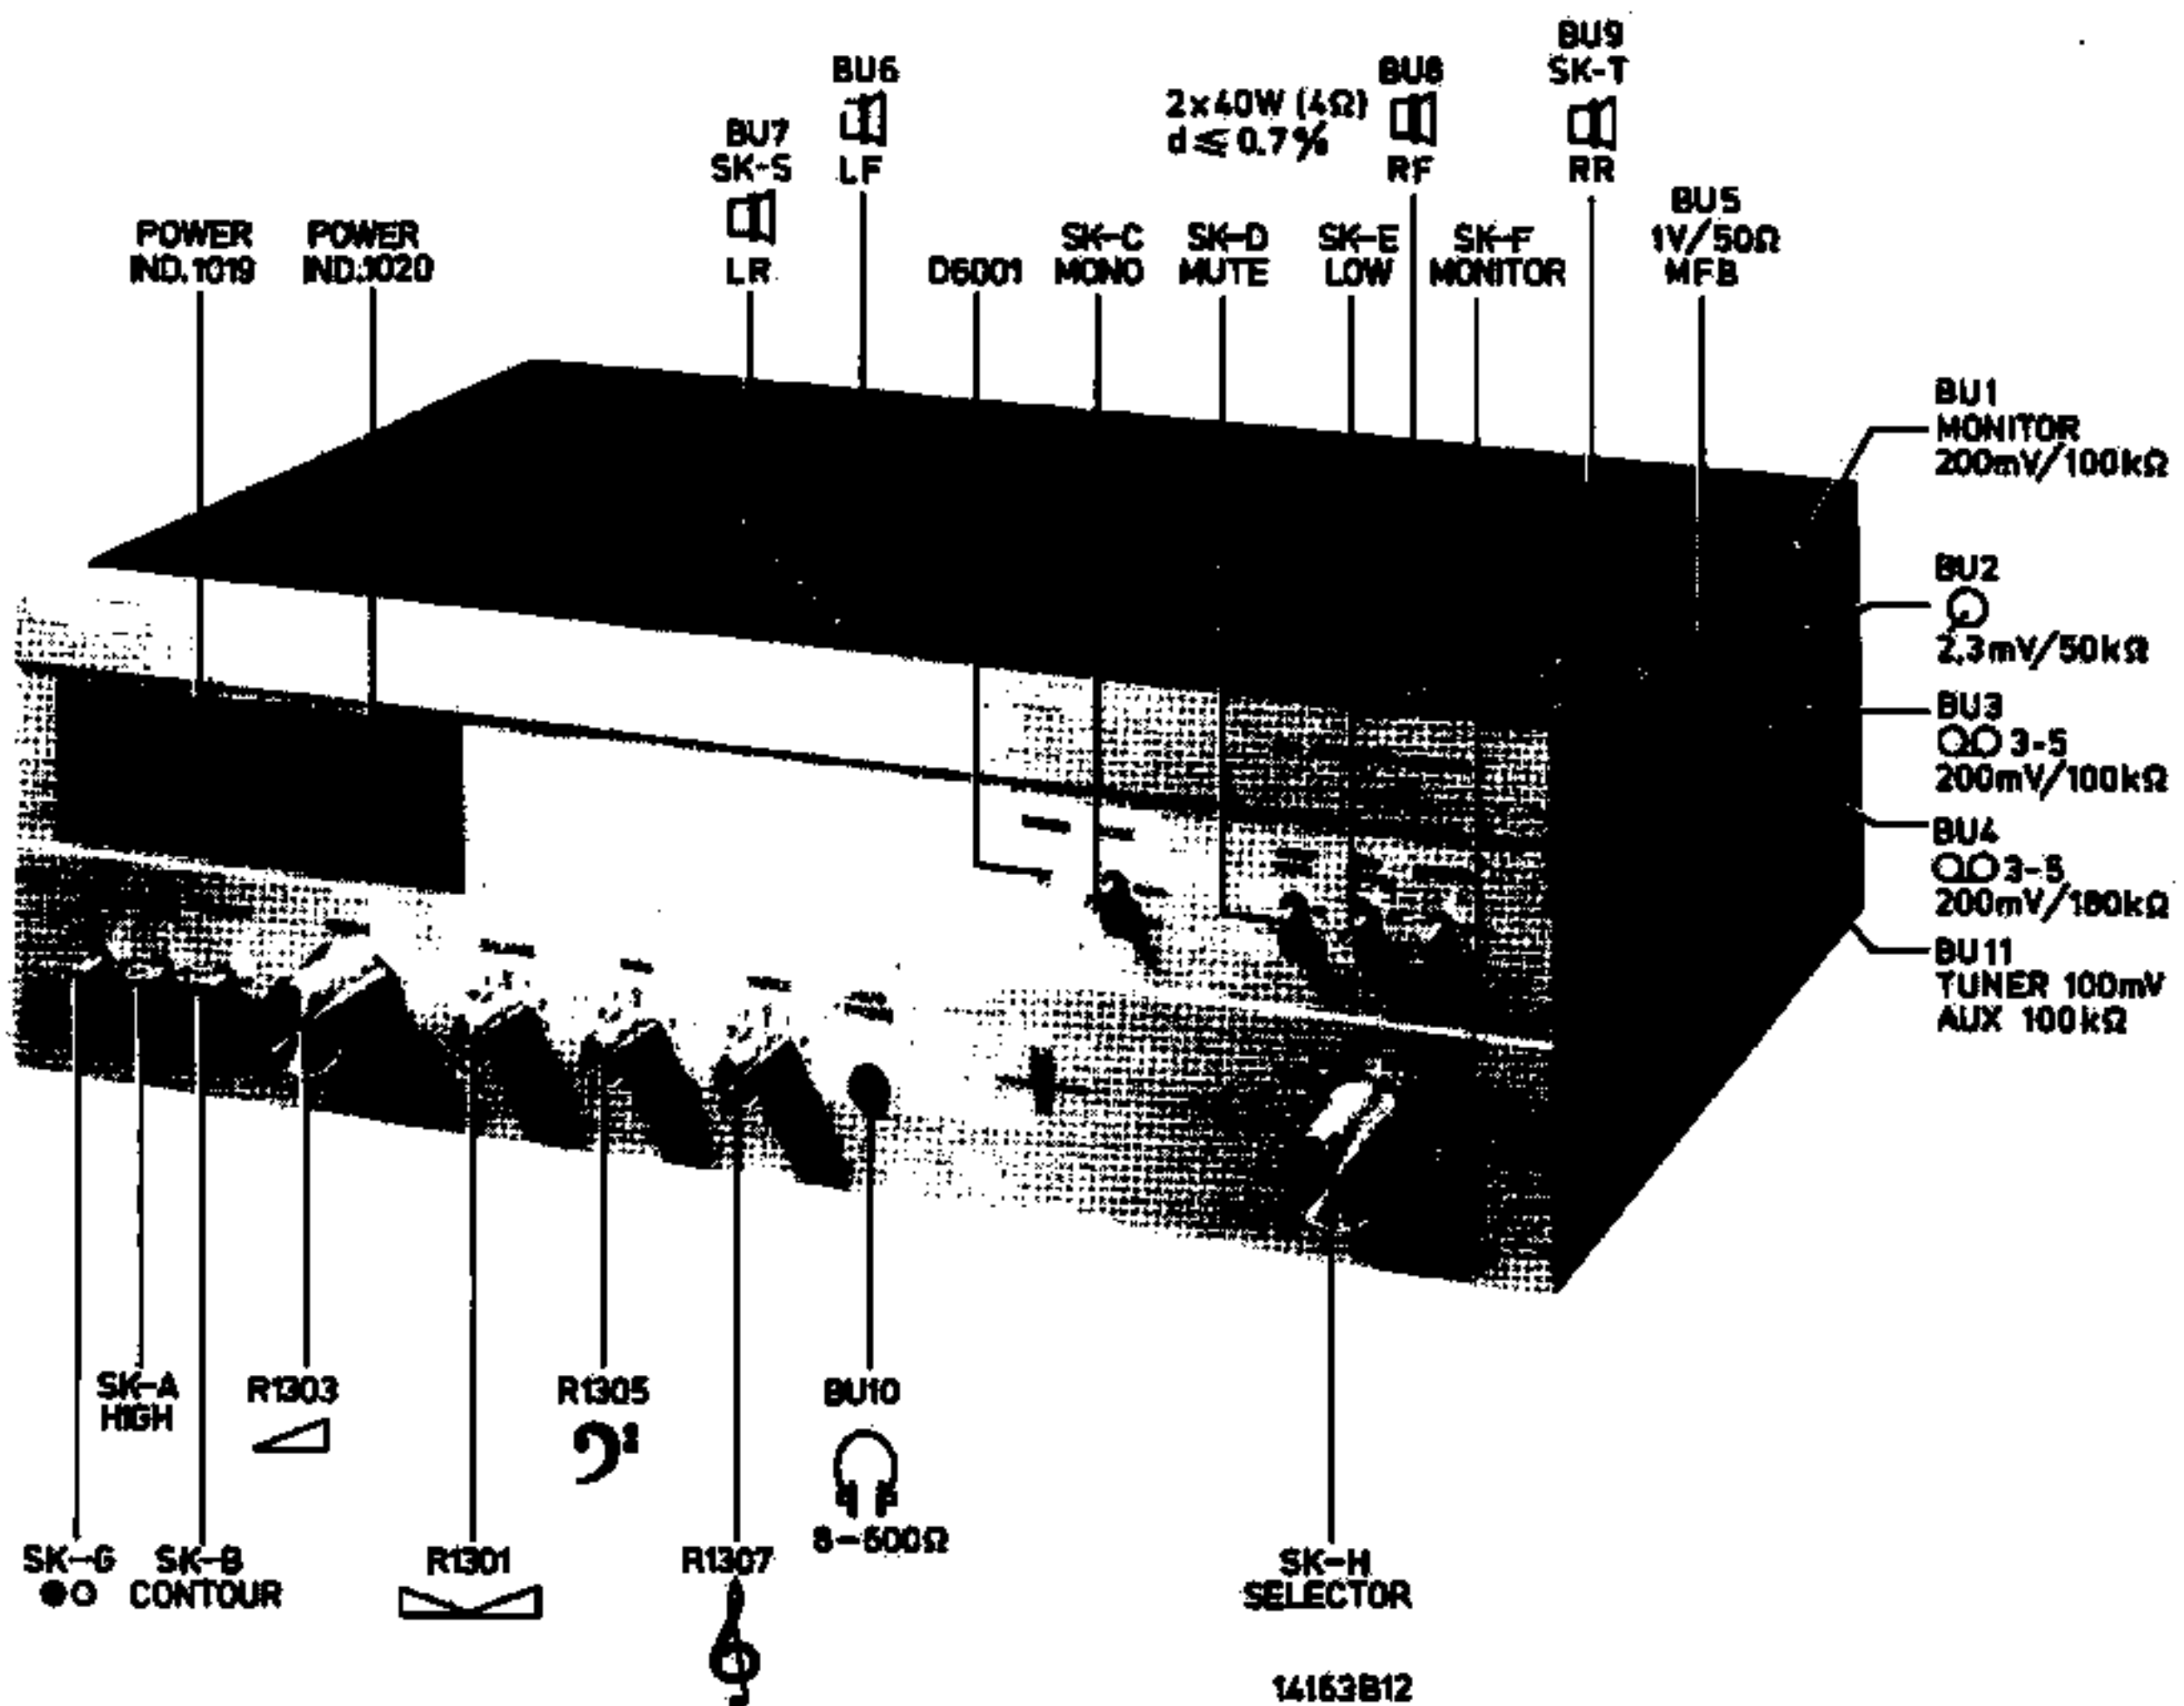 BU9
SK-T
RR
BU6
LF
2x40W (4Ω)
d ≤ 0.7%
BU8
RF
BU7
SK-S
LR
BU5
1V/50Ω
MFB
POWER
IND.1019
POWER
IND.1020
D6001
SK-C
MONO
SK-D
MUTE
SK-E
LOW
SK-F
MONITOR
BU1
MONITOR
200mV/100kΩ
BU2
2,3mV/50kΩ
BU3
3-5
200mV/100kΩ
BU4
3-5
200mV/100kΩ
BU11
TUNER 100mV
AUX 100kΩ
BALANCE
SK-A
HIGH
R1303
R1305
BU10
8-600Ω
SK-G
SK-B
CONTOUR
R1301
R1307
SK-H
SELECTOR
14163B12